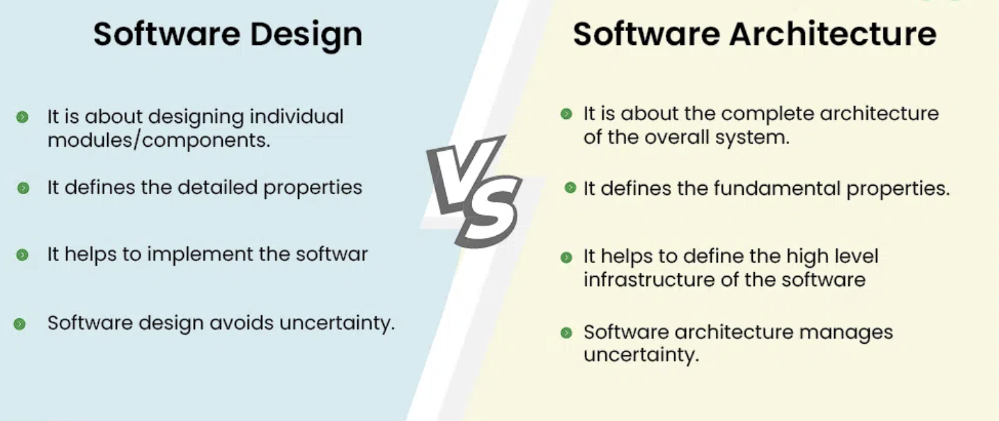 Software Design
It is about designing individual
modules/components.
It defines the detailed properties
It helps to implement the softwar
Software design avoids uncertainty.
VS
Software Architecture
It is about the complete architecture
of the overall system.
It defines the fundamental properties.
It helps to define the high level
infrastructure of the software
Software architecture manages
uncertainty.